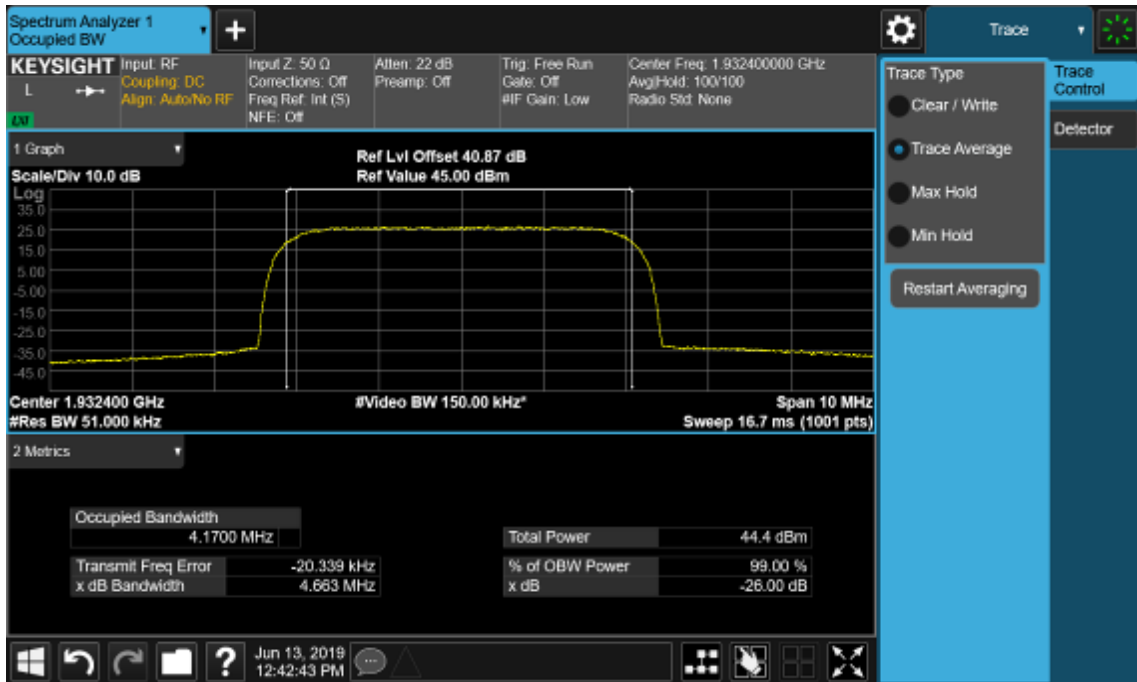 Spectrum Analyzer 1
Occupied BW
Trace
KEYSIGHT
L
LXI
Input: RF
Coupling: DC
Align: Auto/No RF
Input Z: 50 Ω
Corrections: Off
Freq Ref: Int (S)
NFE: Off
Atten: 22 dB
Preamp: Off
Trig: Free Run
Gate: Off
#IF Gain: Low
Center Freq: 1.932400000 GHz
Avg|Hold: 100/100
Radio Std: None
Trace Type
Clear / Write
Trace Average
Max Hold
Min Hold
Restart Averaging
Trace
Control
Detector
1 Graph
Scale/Div 10.0 dB
Ref Lvl Offset 40.87 dB
Ref Value 45.00 dBm
Log
35.0
25.0
15.0
5.00
-5.00
-15.0
-25.0
-35.0
-45.0
Center 1.932400 GHz
#Video BW 150.00 kHz*
Span 10 MHz
#Res BW 51.000 kHz
Sweep 16.7 ms (1001 pts)
2 Metrics
Occupied Bandwidth
4.1700 MHz
Total Power 44.4 dBm
Transmit Freq Error -20.339 kHz
% of OBW Power 99.00 %
x dB Bandwidth 4.663 MHz
x dB -26.00 dB
?
Jun 13, 2019
12:42:43 PM